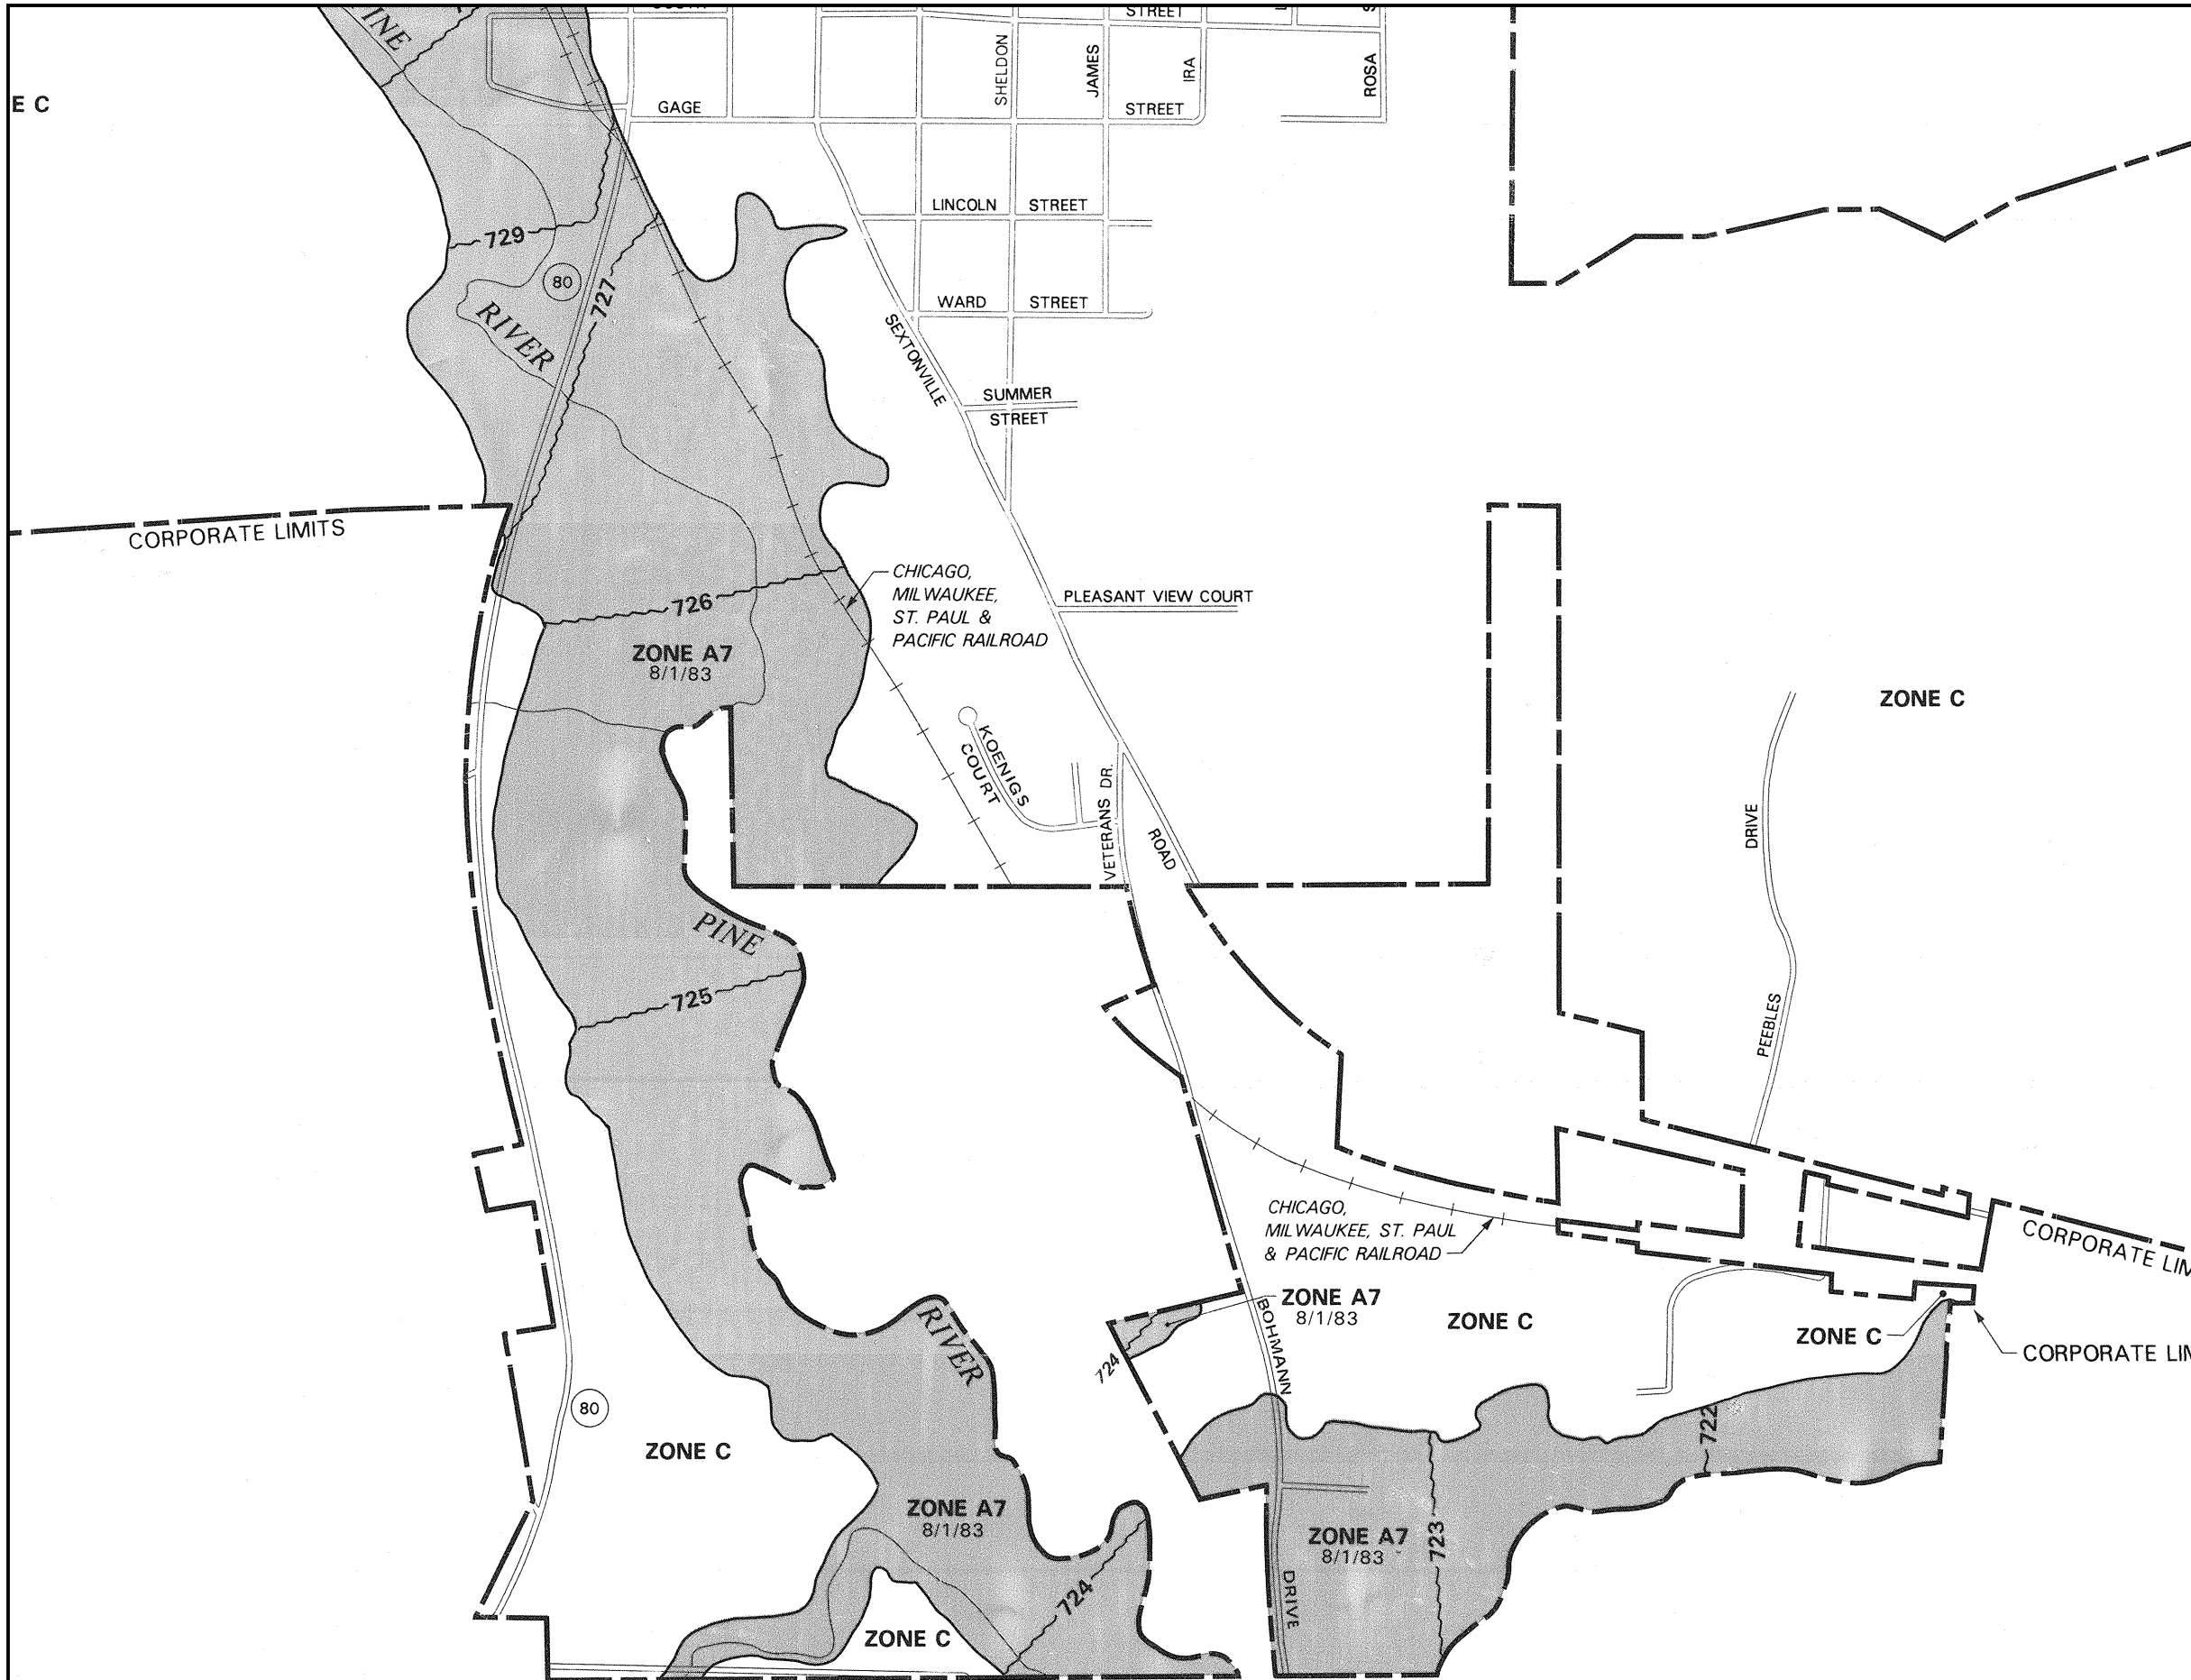 STREET
INE
SHELDON
JAMES
IRA
ROSA
E C
GAGE
STREET
LINCOLN STREET
729
80
727
RIVER
WARD STREET
SEXTONVILLE
SUMMER
STREET
CORPORATE LIMITS
CHICAGO,
MILWAUKEE,
ST. PAUL &
PACIFIC RAILROAD
PLEASANT VIEW COURT
726
ZONE A7
8/1/83
ZONE C
KOENIGS
COURT
VETERANS DR.
ROAD
DRIVE
PEEBLES
PINE
725
CHICAGO,
MILWAUKEE, ST. PAUL
& PACIFIC RAILROAD
CORPORATE LIM
ZONE A7
8/1/83
BOHMANN
ZONE C
ZONE C
CORPORATE LIM
RIVER
724
80
722
ZONE C
ZONE A7
8/1/83
ZONE A7
8/1/83
723
724
DRIVE
ZONE C